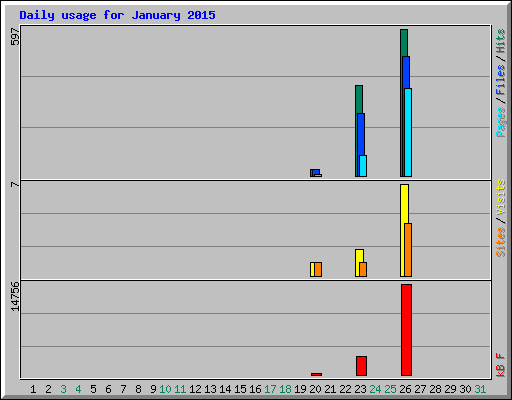 Daily usage for January 2015
597
7
14756
Pages/Files/Hits
Sites/Visits
kB F
1 2 3 4 5 6 7 8 9 10 11 12 13 14 15 16 17 18 19 20 21 22 23 24 25 26 27 28 29 30 31